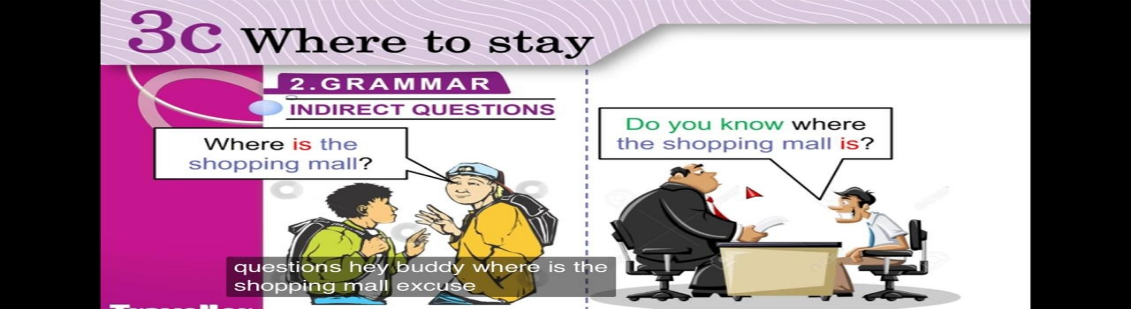 3c Where to stay
2.GRAMMAR
INDIRECT QUESTIONS
Where is the
shopping mall?
Do you know where
the shopping mall is?
questions hey buddy where is the
shopping mall excuse